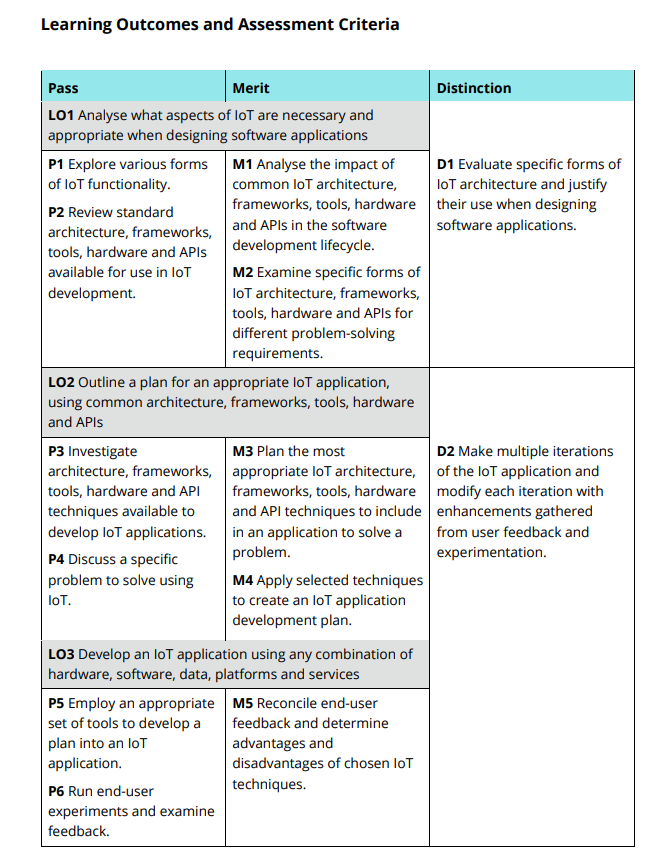 Learning Outcomes and Assessment Criteria
Pass
Merit
Distinction
LO1 Analyse what aspects of IoT are necessary and
appropriate when designing software applications
P1 Explore various forms
of IoT functionality.
P2 Review standard
architecture, frameworks,
tools, hardware and APIs
available for use in IoT
development.
M1 Analyse the impact of
common IoT architecture,
frameworks, tools, hardware
and APIs in the software
development lifecycle.
M2 Examine specific forms of
IoT architecture, frameworks,
tools, hardware and APIs for
different problem-solving
requirements.
D1 Evaluate specific forms of
IoT architecture and justify
their use when designing
software applications.
LO2 Outline a plan for an appropriate IoT application,
using common architecture, frameworks, tools, hardware
and APIs
P3 Investigate
architecture, frameworks,
tools, hardware and API
techniques available to
develop IoT applications.
P4 Discuss a specific
problem to solve using
IoT.
M3 Plan the most
appropriate IoT architecture,
frameworks, tools, hardware
and API techniques to include
in an application to solve a
problem.
M4 Apply selected techniques
to create an IoT application
development plan.
D2 Make multiple iterations
of the IoT application and
modify each iteration with
enhancements gathered
from user feedback and
experimentation.
LO3 Develop an IoT application using any combination of
hardware, software, data, platforms and services
P5 Employ an appropriate
set of tools to develop a
plan into an IoT
application.
P6 Run end-user
experiments and examine
feedback.
M5 Reconcile end-user
feedback and determine
advantages and
disadvantages of chosen IoT
techniques.